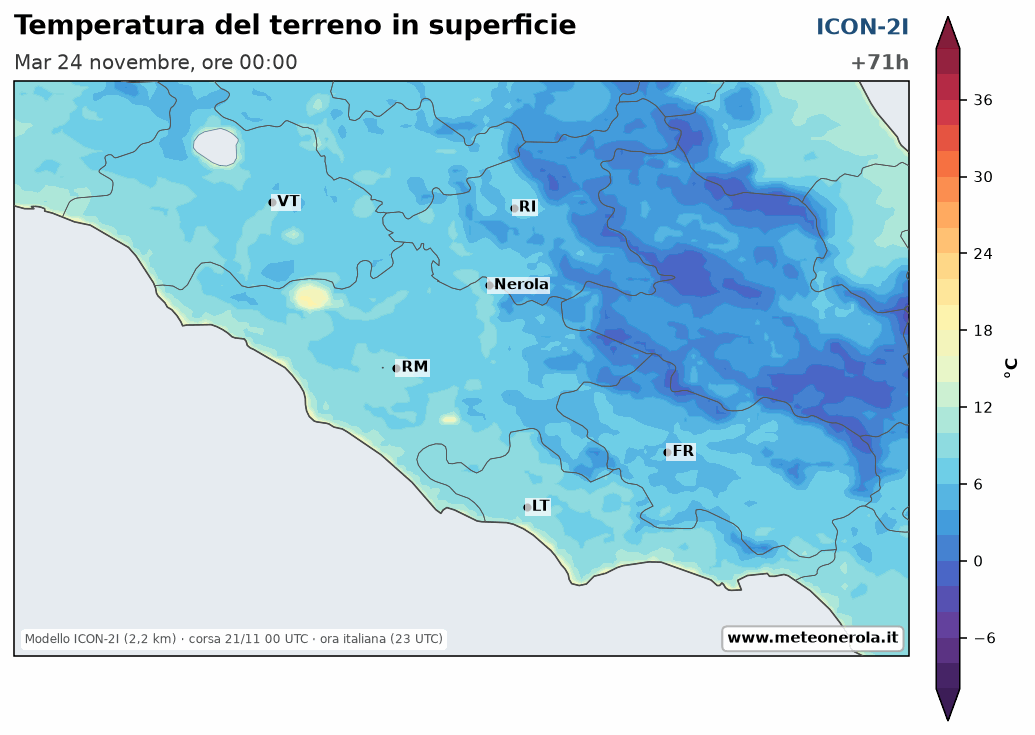 Temperatura del terreno in superficie
ICON-2I
Mar 24 novembre, ore 00:00
+71h
VT
RI
Nerola
RM
FR
LT
36
30
24
18
12
6
0
−6
°C
Modello ICON-2I (2,2 km) · corsa 21/11 00 UTC · ora italiana (23 UTC)
www.meteonerola.it